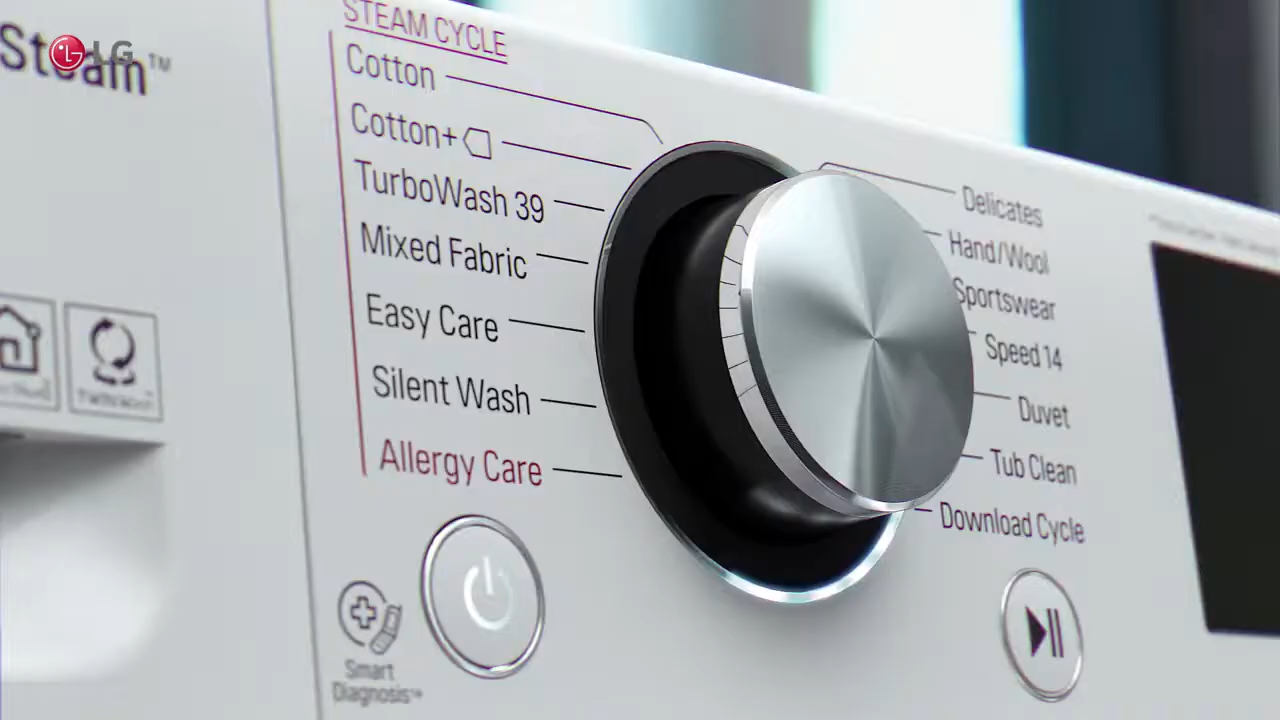 Steam™
LG
STEAM CYCLE
Cotton
Cotton+
TurboWash 39
Mixed Fabric
Easy Care
Silent Wash
Allergy Care
Delicates
Hand/Wool
Sportswear
Speed 14
Duvet
Tub Clean
Download Cycle
Smart
Diagnosis™